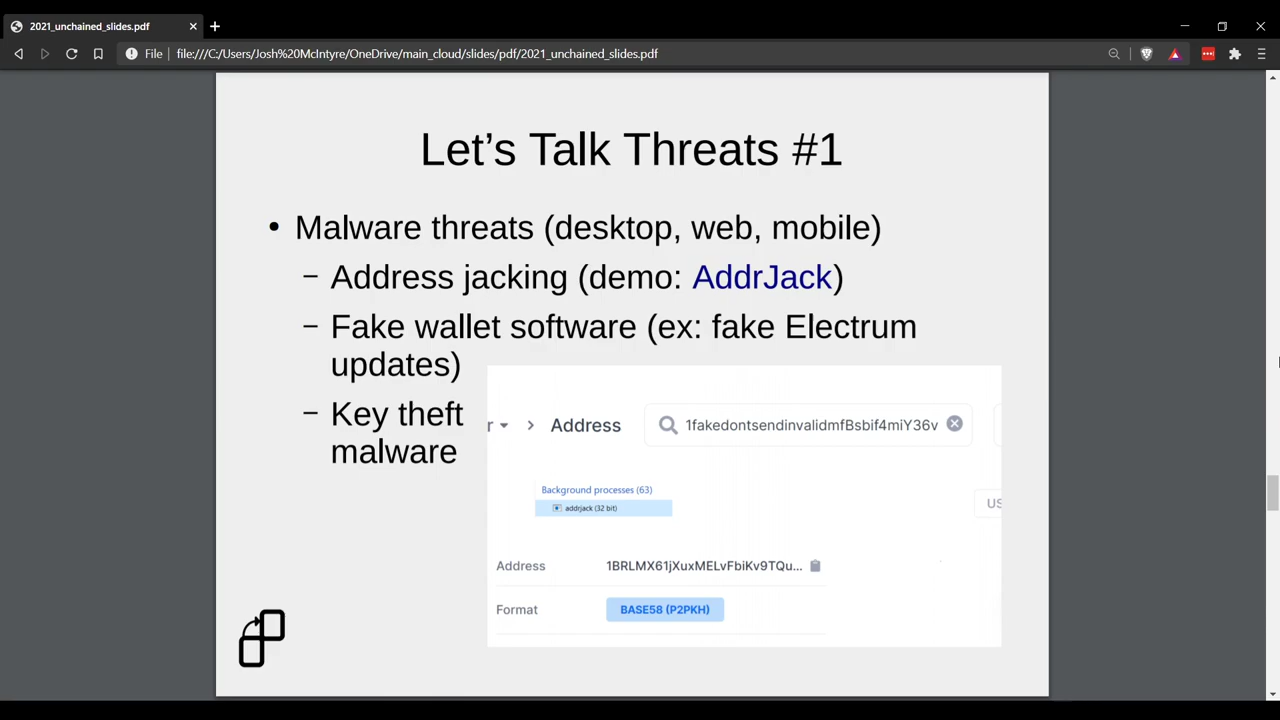 2021_unchained_slides.pdf
File
file:///C:/Users/Josh%20McIntyre/OneDrive/main_cloud/slides/pdf/2021_unchained_slides.pdf
Let's Talk Threats #1
• Malware threats (desktop, web, mobile)
– Address jacking (demo: AddrJack)
– Fake wallet software (ex: fake Electrum
updates)
– Key theft
malware
r
Address
1fakedontsendinvalidmfBsbif4miY36v
Background processes (63)
addrjack (32 bit)
US
Address 1BRLMX61jXuxMELvFbiKv9TQu...
Format BASE58 (P2PKH)